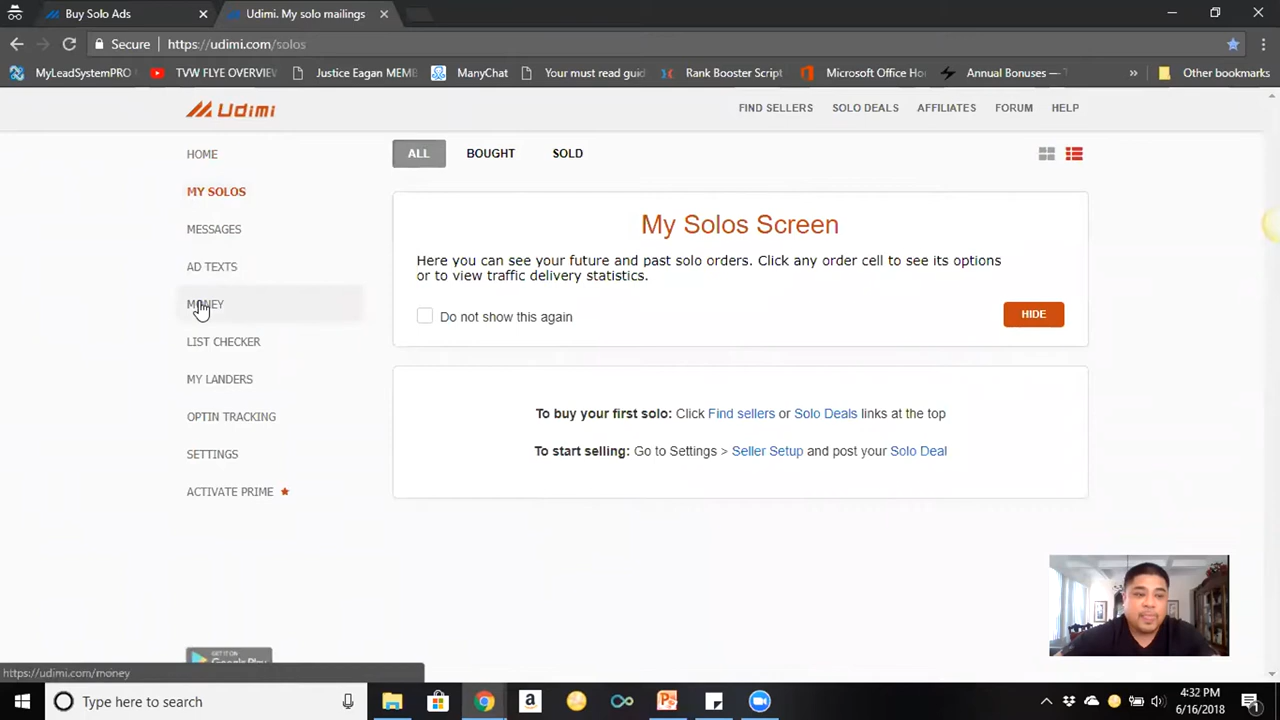 Buy Solo Ads
Udimi. My solo mailings
Secure https://udimi.com/solos
MyLeadSystemPRO
TVW FLYE OVERVIEW
Justice Eagan MEMB
ManyChat
Your must read guid
Rank Booster Script
Microsoft Office Ho
Annual Bonuses — T
»
Other bookmarks
Udimi
FIND SELLERS
SOLO DEALS
AFFILIATES
FORUM
HELP
HOME
MY SOLOS
MESSAGES
AD TEXTS
MONEY
LIST CHECKER
MY LANDERS
OPTIN TRACKING
SETTINGS
ACTIVATE PRIME
ALL
BOUGHT
SOLD
My Solos Screen
Here you can see your future and past solo orders. Click any order cell to see its options
or to view traffic delivery statistics.
Do not show this again
HIDE
To buy your first solo: Click Find sellers or Solo Deals links at the top
To start selling: Go to Settings > Seller Setup and post your Solo Deal
GET IT ON
Google Play
https://udimi.com/money
Type here to search
4:32 PM
6/16/2018